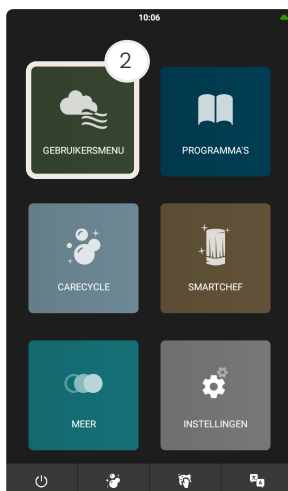 10:06
2
GEBRUIKERSMENU
PROGRAMMA'S
CARECYCLE
SMARTCHEF
MEER
INSTELLINGEN